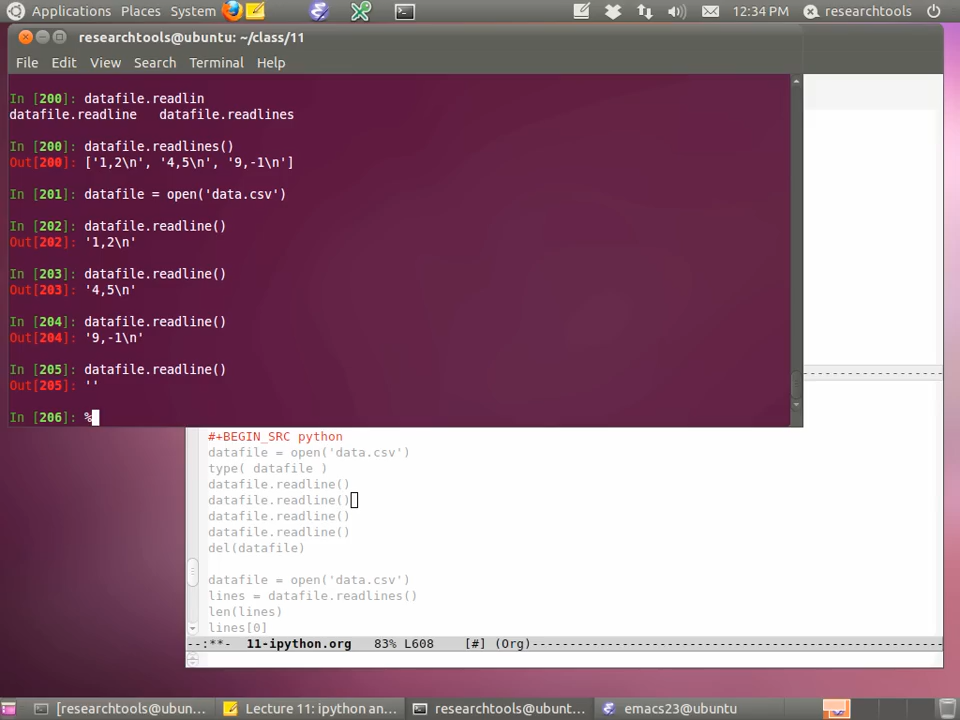 Applications Places System 12:34 PM researchtools
researchtools@ubuntu: ~/class/11
File Edit View Search Terminal Help
In [200]: datafile.readlin
datafile.readline   datafile.readlines
In [200]: datafile.readlines()
Out[200]: ['1,2\n', '4,5\n', '9,-1\n']
In [201]: datafile = open('data.csv')
In [202]: datafile.readline()
Out[202]: '1,2\n'
In [203]: datafile.readline()
Out[203]: '4,5\n'
In [204]: datafile.readline()
Out[204]: '9,-1\n'
In [205]: datafile.readline()
Out[205]: ''
In [206]: %
#+BEGIN_SRC python
datafile = open('data.csv')
type( datafile )
datafile.readline()
datafile.readline()
datafile.readline()
datafile.readline()
del(datafile)
datafile = open('data.csv')
lines = datafile.readlines()
len(lines)
lines[0]
--:**-  11-ipython.org   83% L608   [#] (Org)--------------------
[researchtools@ubun... Lecture 11: ipython an... researchtools@ubunt... emacs23@ubuntu